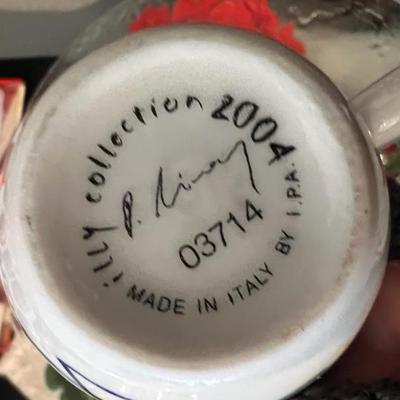 illy collection 2004
03714
MADE IN ITALY BY I.P.A.